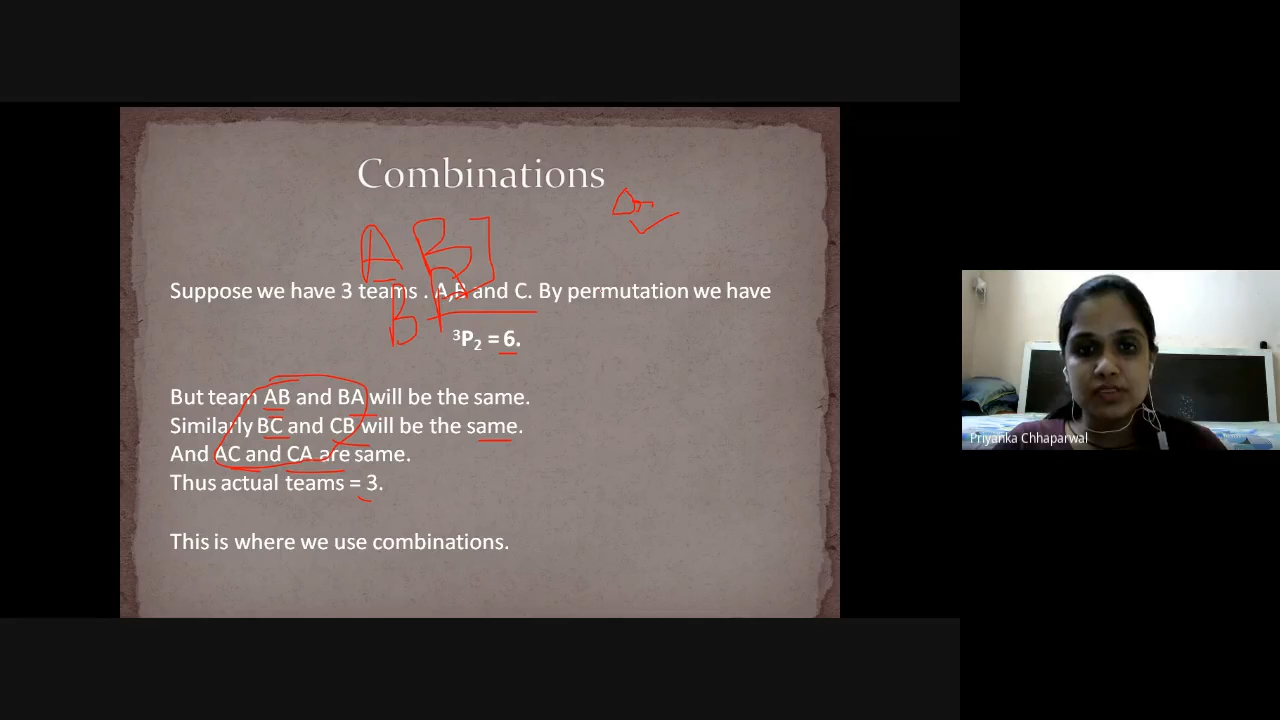 Combinations
A B
B
Suppose we have 3 teams . A,B and C. By permutation we have
³P₂ = 6.
But team AB and BA will be the same.
Similarly BC and CB will be the same.
And AC and CA are same.
Thus actual teams = 3.
This is where we use combinations.
Priyanka Chhaparwal